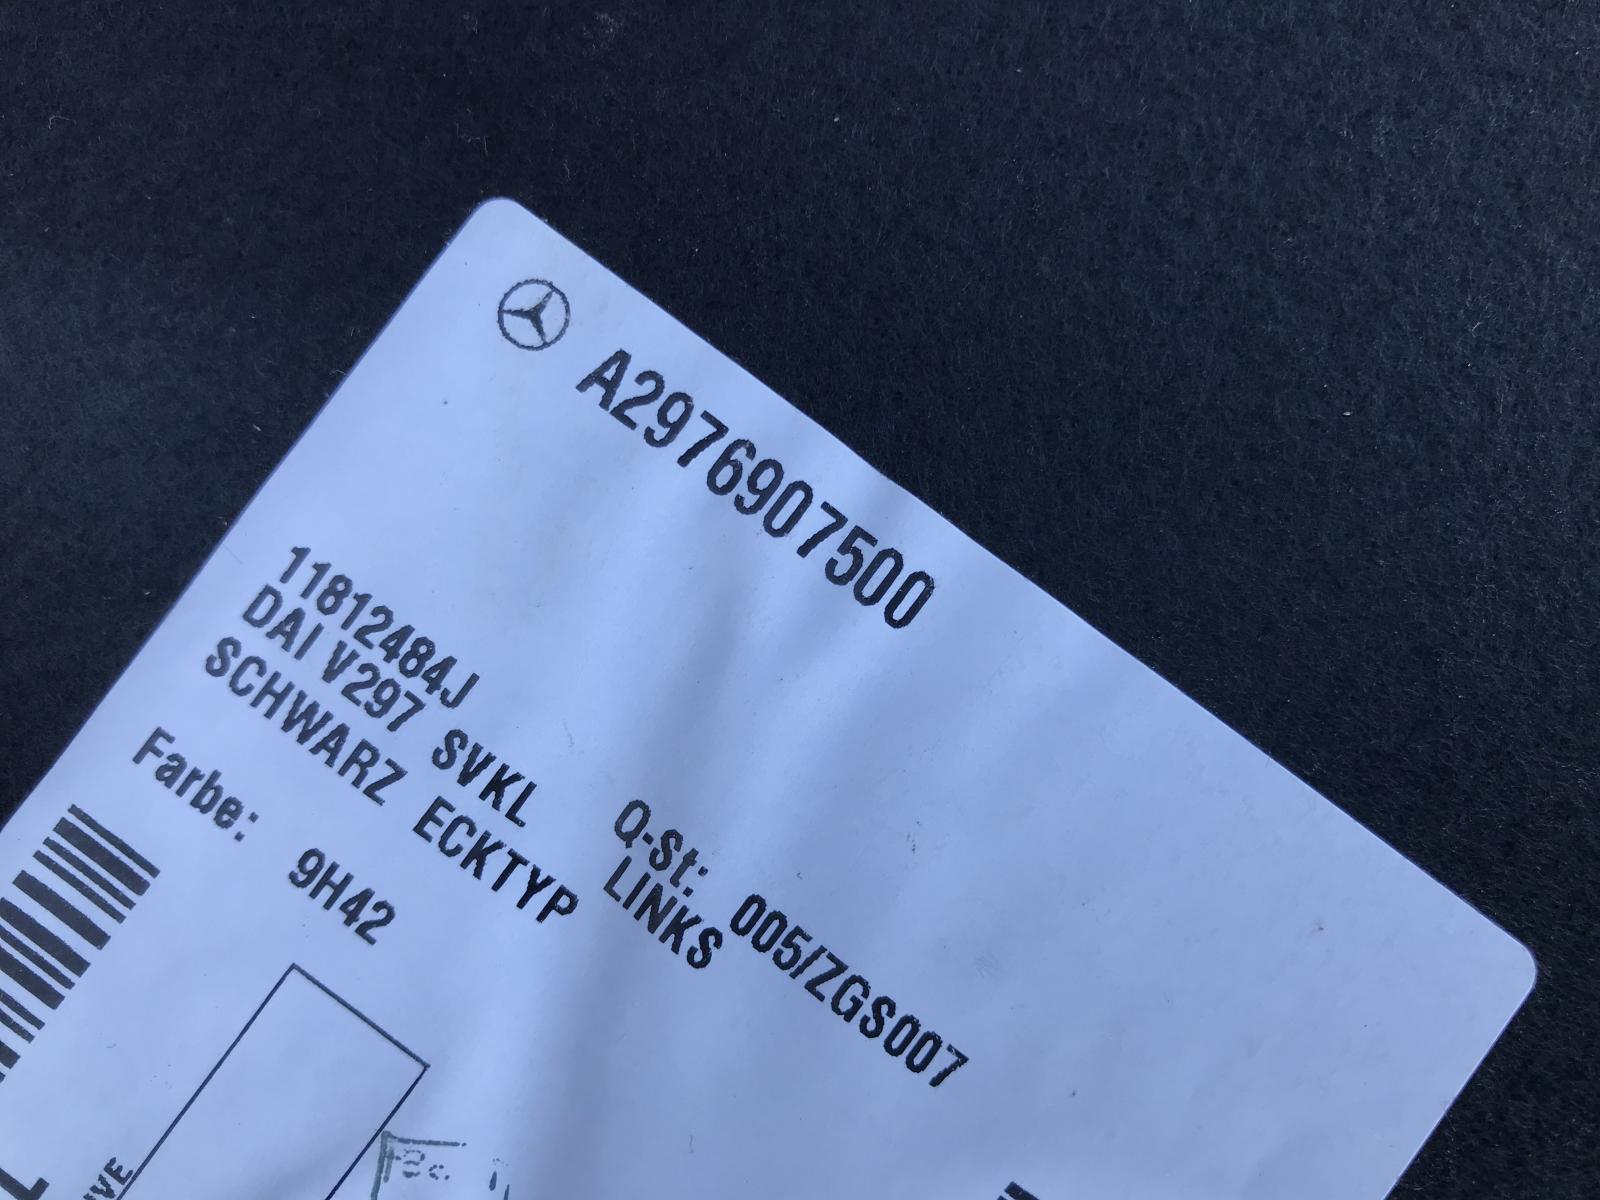 A2976907500
11812484J
DAI V297 SVKL Q-St: 005/ZGS007
SCHWARZ ECKTYP LINKS
Farbe: 9H42